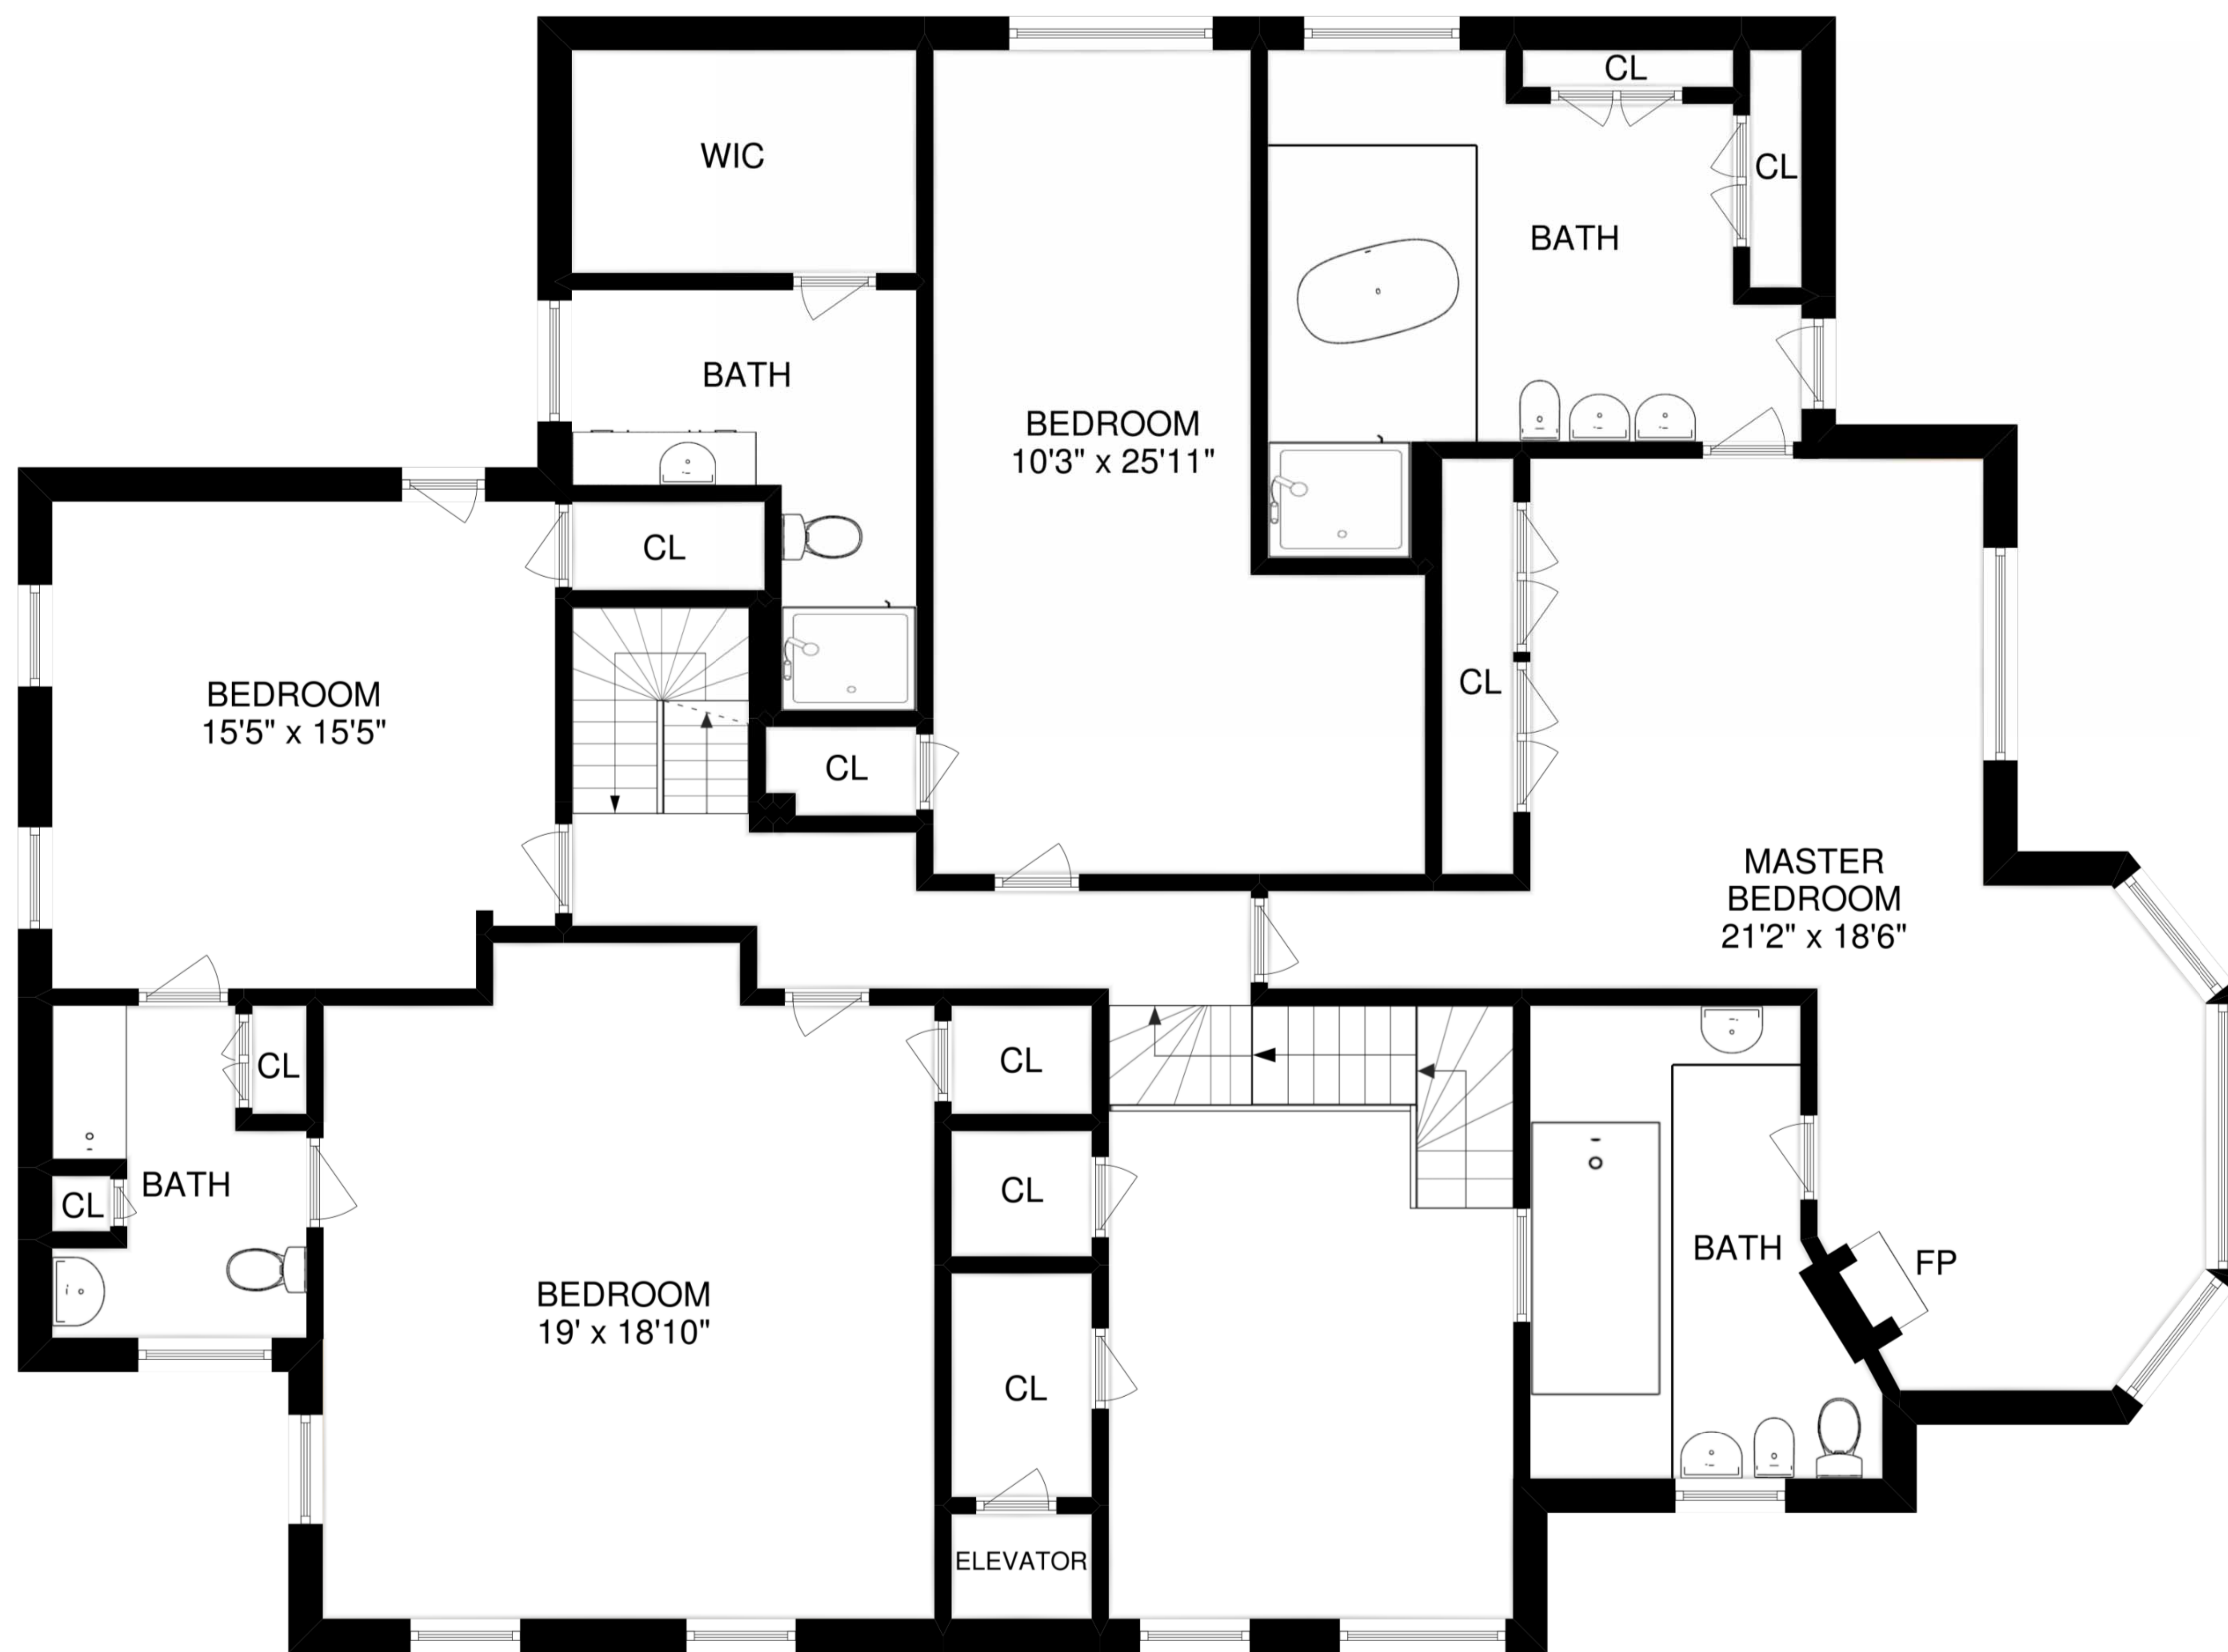 CL
WIC
CL
BATH
BATH
BEDROOM
10'3" x 25'11"
CL
BEDROOM
15'5" x 15'5"
CL
CL
MASTER
BEDROOM
21'2" x 18'6"
CL
CL
BATH
CL
CL
BATH
FP
BEDROOM
19' x 18'10"
CL
ELEVATOR